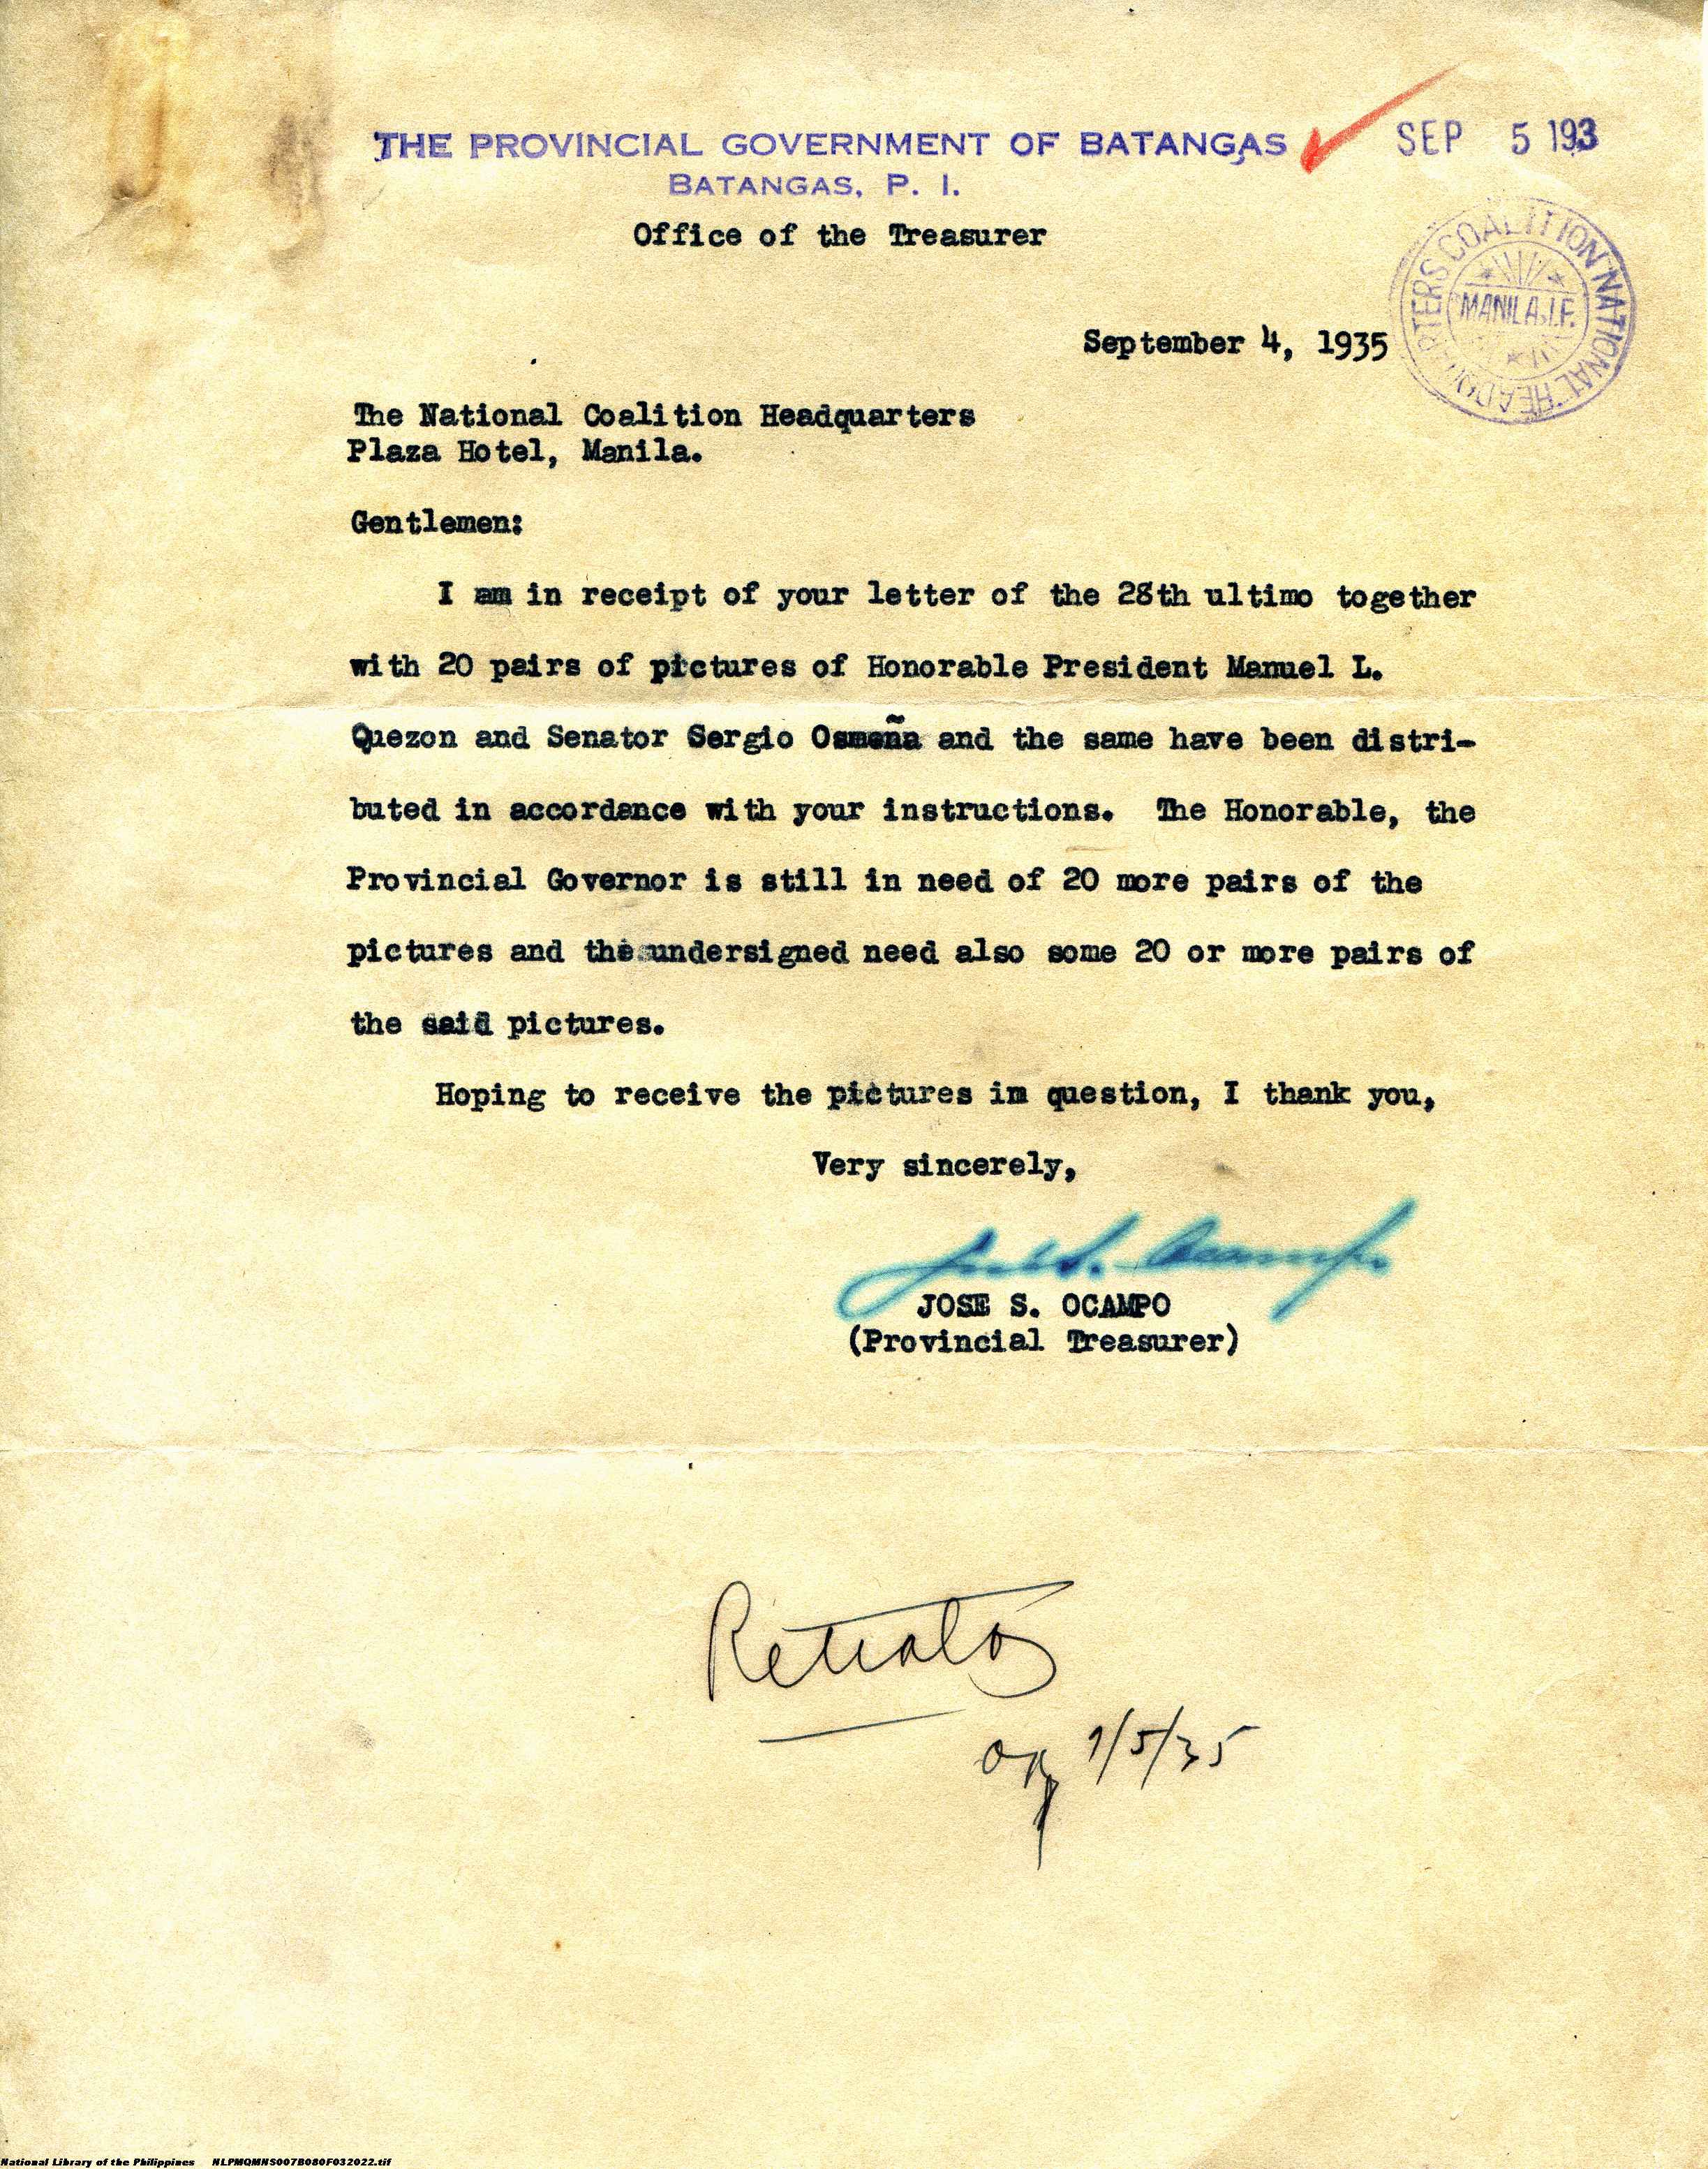 THE PROVINCIAL GOVERNMENT OF BATANGAS
SEP 5 193
BATANGAS, P. I.
Office of the Treasurer
COALITION NATIONAL HEADQUARTERS
MANILA
September 4, 1935
The National Coalition Headquarters
Plaza Hotel, Manila.
Gentlemen:
I am in receipt of your letter of the 28th ultimo together
with 20 pairs of pictures of Honorable President Manuel L.
Quezon and Senator Sergio Osmeña and the same have been distri-
buted in accordance with your instructions. The Honorable, the
Provincial Governor is still in need of 20 more pairs of the
pictures and the undersigned need also some 20 or more pairs of
the said pictures.
Hoping to receive the pictures im question, I thank you,
Very sincerely,
Jose S. Ocampo
JOSE S. OCAMPO
(Provincial Treasurer)
Retratos
9/5/35
National Library of the Philippines NLPMQMNS007B080F032022.tif